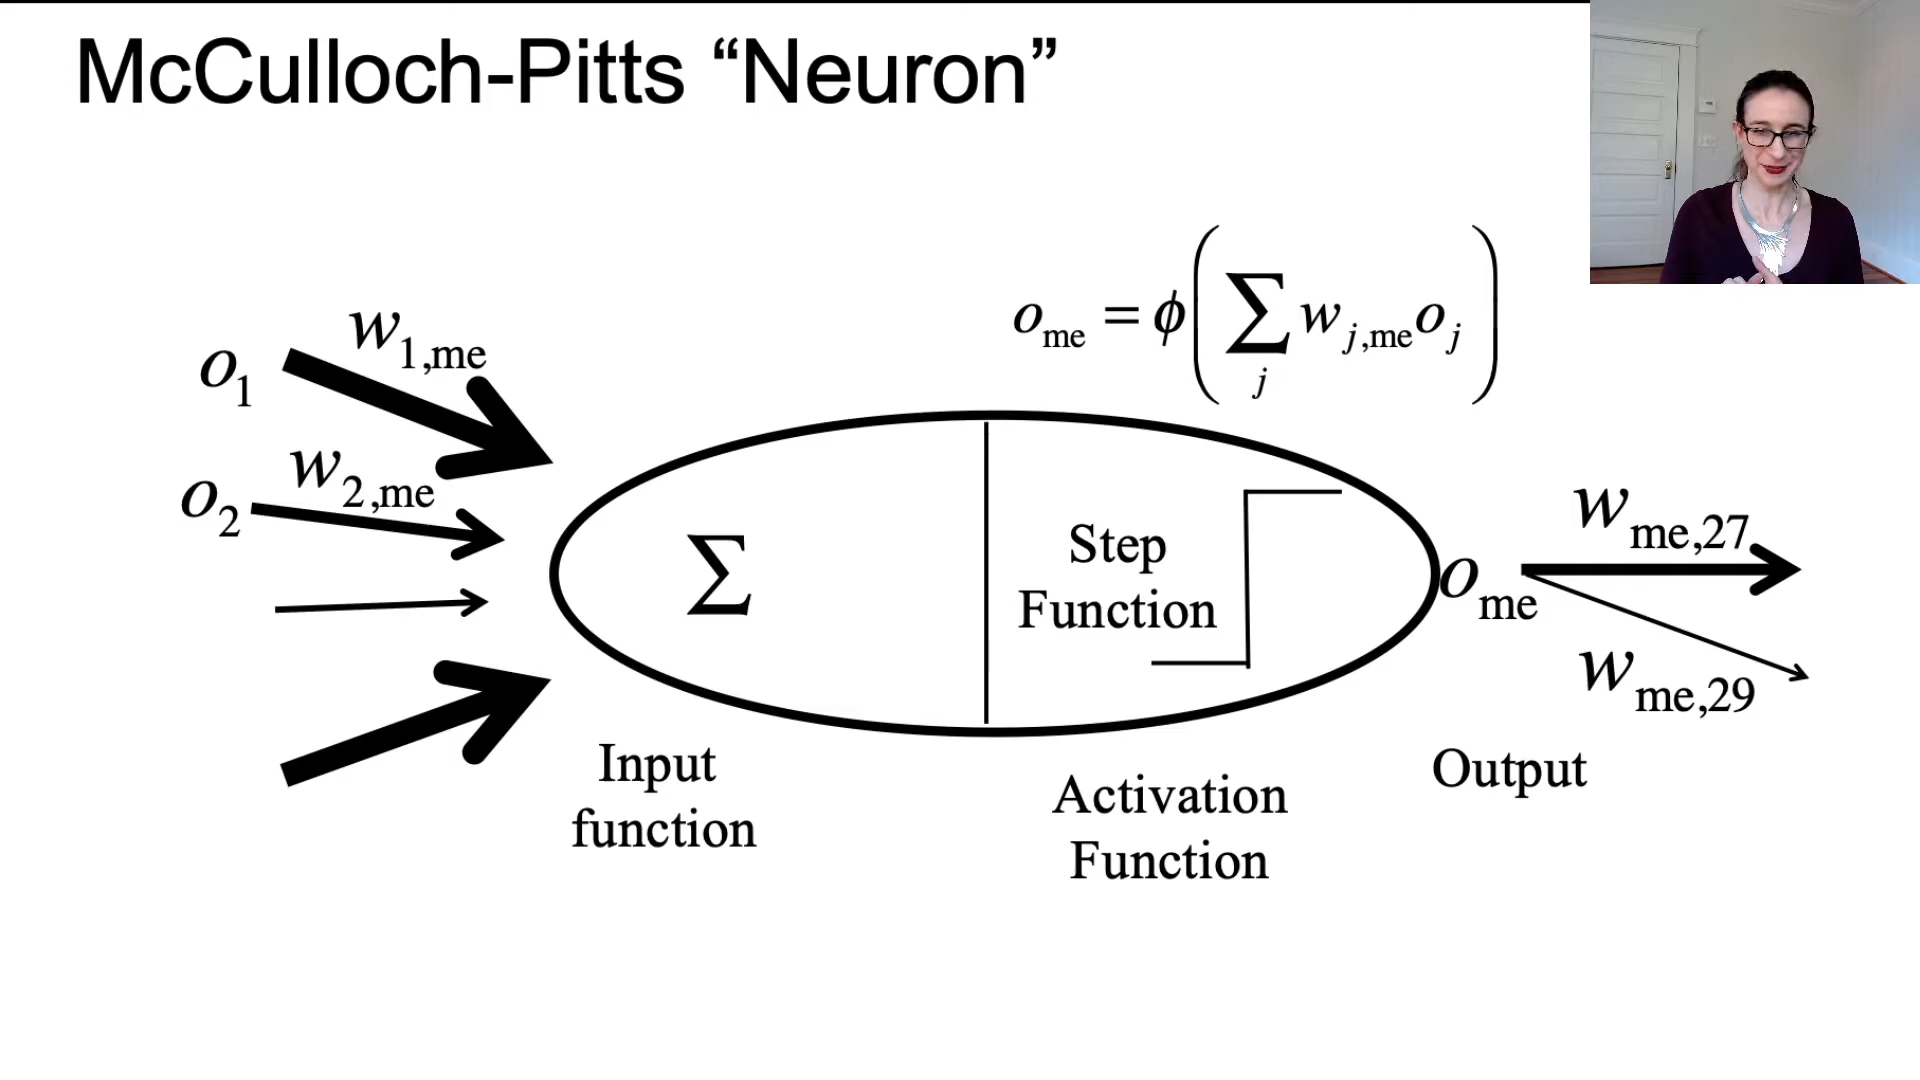 McCulloch-Pitts “Neuron”
o_me = ϕ( ∑_j w_j,me o_j )
w_1,me
o_1
w_2,me
o_2
∑
Step
Function
o_me
w_me,27
w_me,29
Input
function
Activation
Function
Output